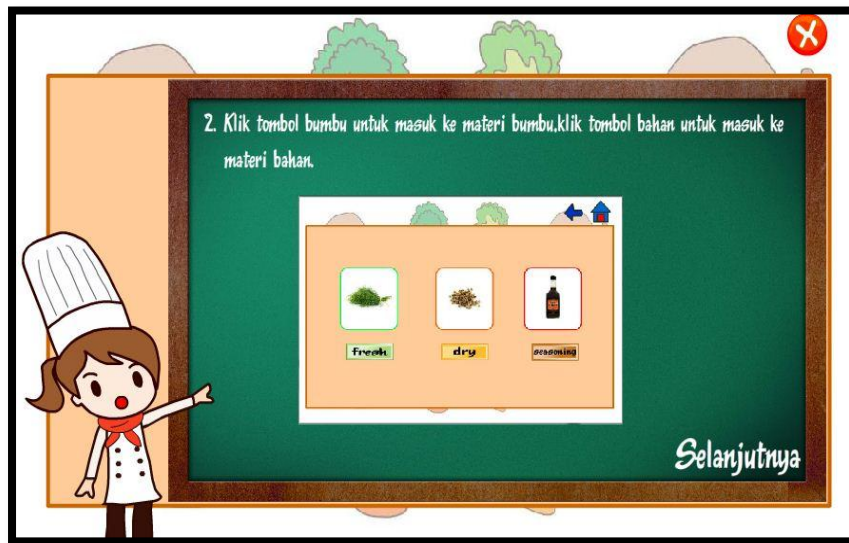 2. Klik tombol bumbu untuk masuk ke materi bumbu,klik tombol bahan untuk masuk ke
materi bahan.
fresh
dry
seasoning
Selanjutnya